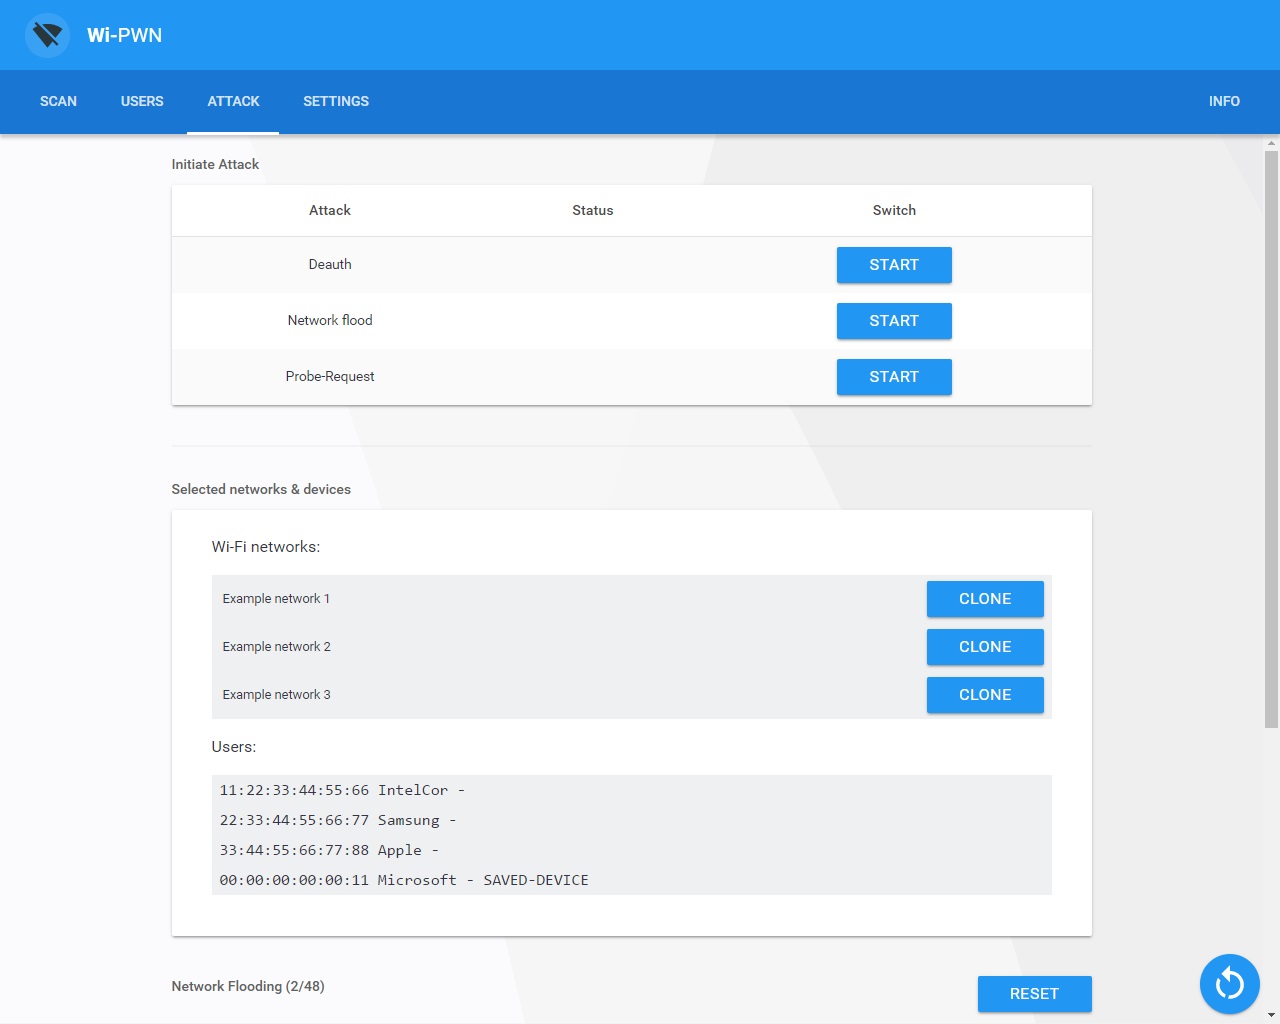 Wi-PWN
SCAN USERS ATTACK SETTINGS INFO
Initiate Attack
Attack Status Switch
Deauth START
Network flood START
Probe-Request START
Selected networks & devices
Wi-Fi networks:
Example network 1 CLONE
Example network 2 CLONE
Example network 3 CLONE
Users:
11:22:33:44:55:66 IntelCor -
22:33:44:55:66:77 Samsung -
33:44:55:66:77:88 Apple -
00:00:00:00:00:11 Microsoft - SAVED-DEVICE
Network Flooding (2/48) RESET